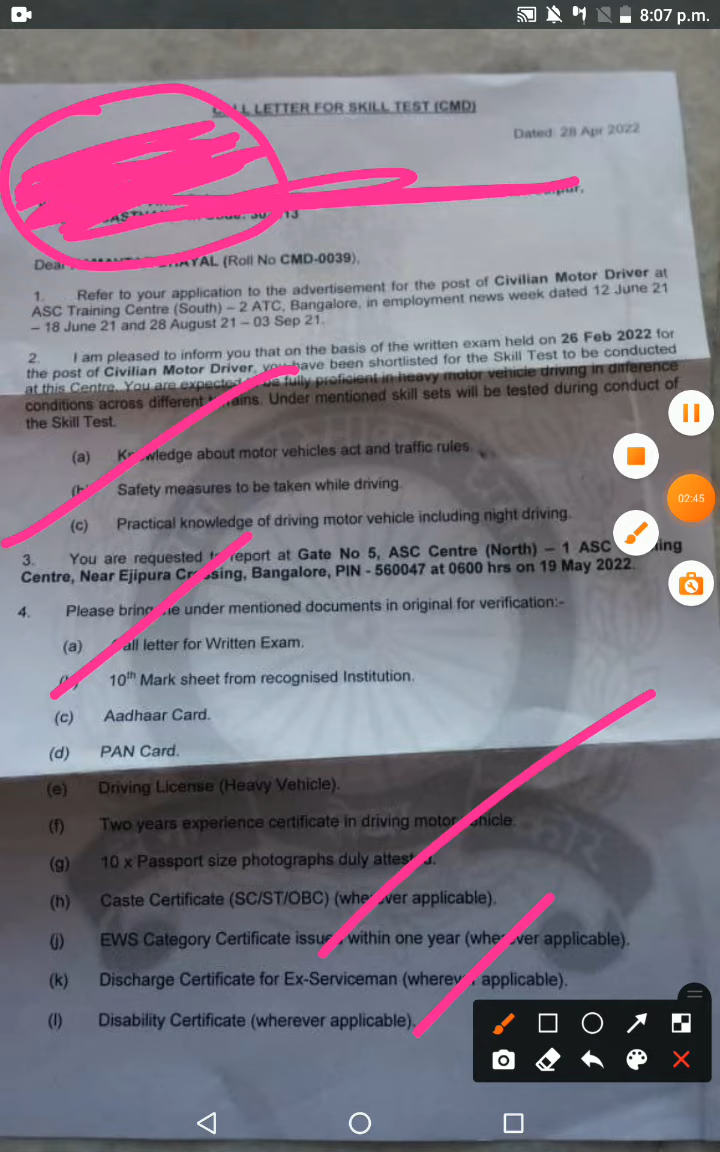 8:07 p.m.
LETTER FOR SKILL TEST (CMD)
Dated: 28 Apr 2022
Dear (Roll No CMD-0039),
1. Refer to your application to the advertisement for the post of Civilian Motor Driver at
ASC Training Centre (South) – 2 ATC, Bangalore, in employment news week dated 12 June 21
– 18 June 21 and 28 August 21 – 03 Sep 21.
2. I am pleased to inform you that on the basis of the written exam held on 26 Feb 2022 for
the post of Civilian Motor Driver, you have been shortlisted for the Skill Test to be conducted
at this Centre. You are expected to be fully proficient in heavy motor vehicle driving in difference
conditions across different terrains. Under mentioned skill sets will be tested during conduct of
the Skill Test.
(a) Knowledge about motor vehicles act and traffic rules.
(b) Safety measures to be taken while driving.
(c) Practical knowledge of driving motor vehicle including night driving.
02:45
3. You are requested to report at Gate No 5, ASC Centre (North) – 1 ASC
Centre, Near Ejipura Crossing, Bangalore, PIN - 560047 at 0600 hrs on 19 May 2022.
4. Please bring the under mentioned documents in original for verification:-
(a) Call letter for Written Exam.
(b) 10th Mark sheet from recognised Institution.
(c) Aadhaar Card.
(d) PAN Card.
(e) Driving License (Heavy Vehicle).
(f) Two years experience certificate in driving motor vehicle.
(g) 10 x Passport size photographs duly attested.
(h) Caste Certificate (SC/ST/OBC) (wherever applicable).
(j) EWS Category Certificate issued within one year (wherever applicable).
(k) Discharge Certificate for Ex-Serviceman (wherever applicable).
(l) Disability Certificate (wherever applicable).